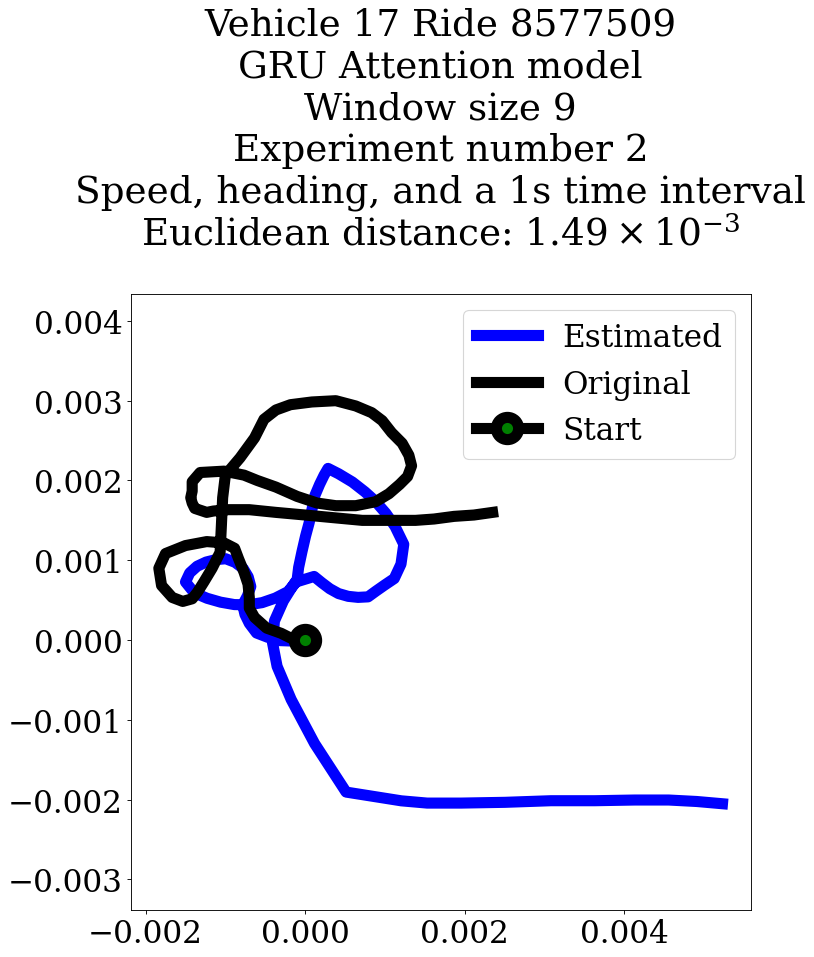 Vehicle 17 Ride 8577509
GRU Attention model
Window size 9
Experiment number 2
Speed, heading, and a 1s time interval
Euclidean distance: 1.49 × 10⁻³
Estimated
Original
Start
0.004
0.003
0.002
0.001
0.000
−0.001
−0.002
−0.003
−0.002 0.000 0.002 0.004